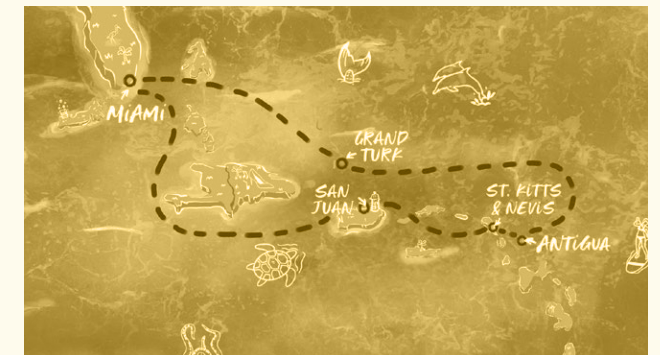 MIAMI
GRAND
TURK
SAN
JUAN
ST. KITTS
& NEVIS
ANTIGUA